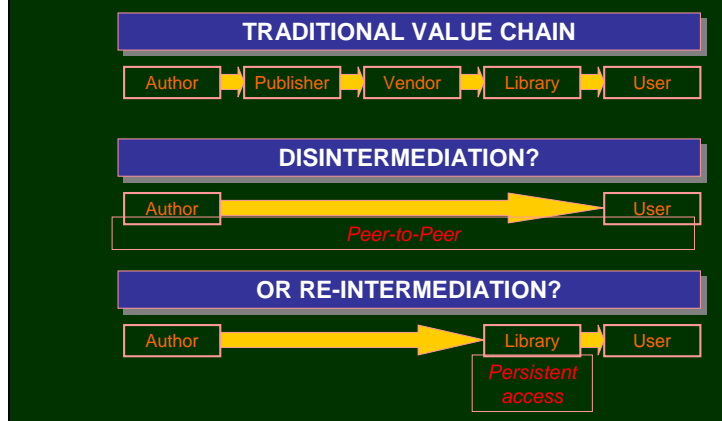 TRADITIONAL VALUE CHAIN
Author Publisher Vendor Library User
DISINTERMEDIATION?
Author User
Peer-to-Peer
OR RE-INTERMEDIATION?
Author Library User
Persistent
access